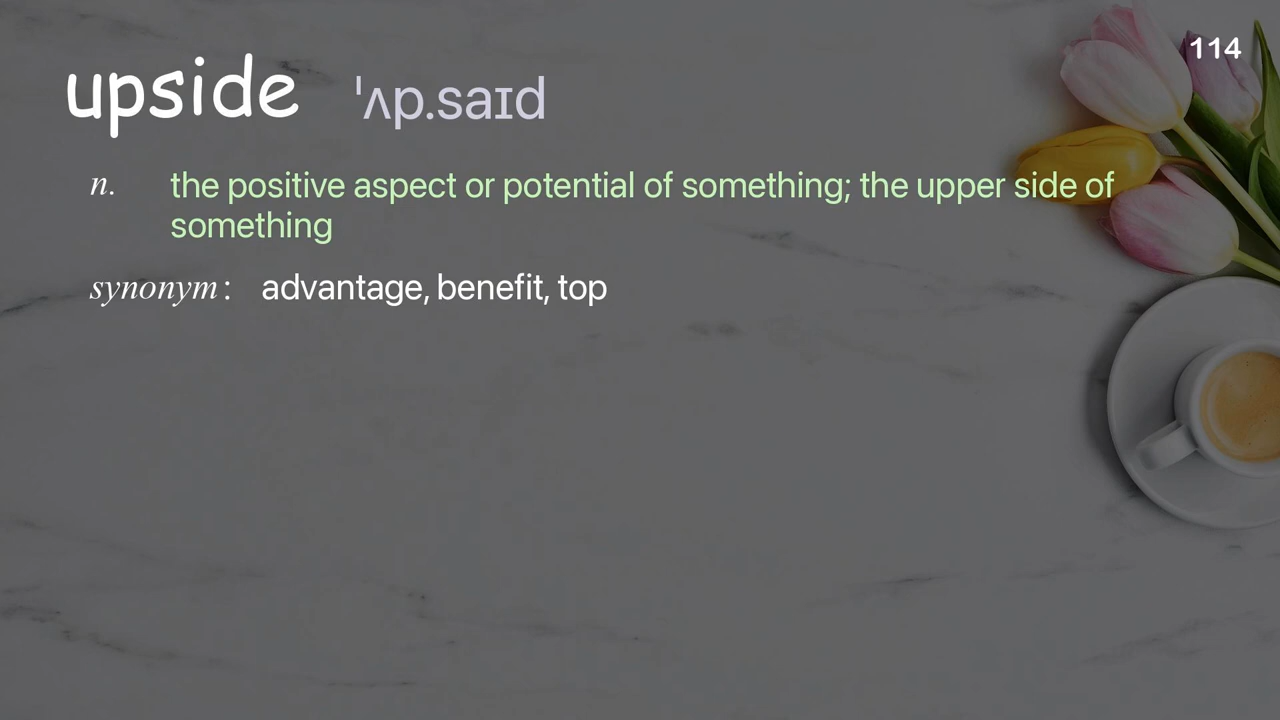 114
upside ˈʌp.saɪd
n. the positive aspect or potential of something; the upper side of
something
synonym: advantage, benefit, top